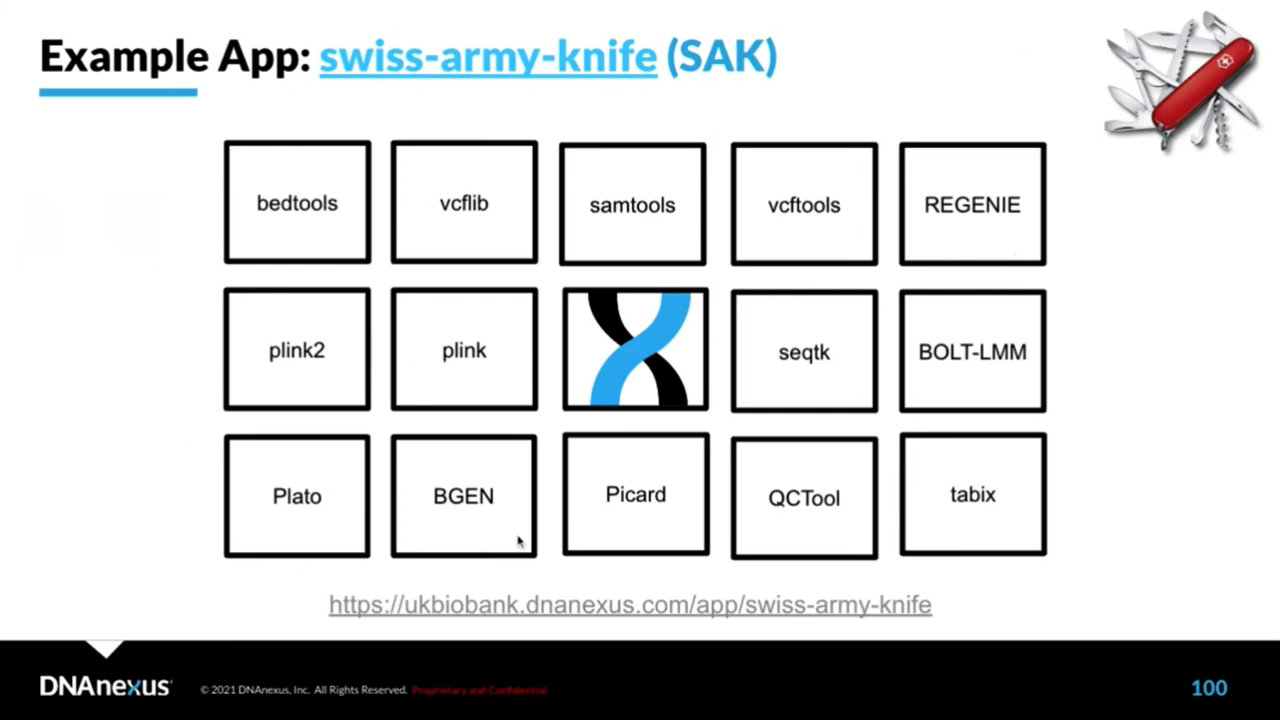 Example App: swiss-army-knife (SAK)
bedtools
vcflib
samtools
vcftools
REGENIE
plink2
plink
seqtk
BOLT-LMM
Plato
BGEN
Picard
QCTool
tabix
https://ukbiobank.dnanexus.com/app/swiss-army-knife
DNAnexus
© 2021 DNAnexus, Inc. All Rights Reserved. Proprietary and Confidential
100